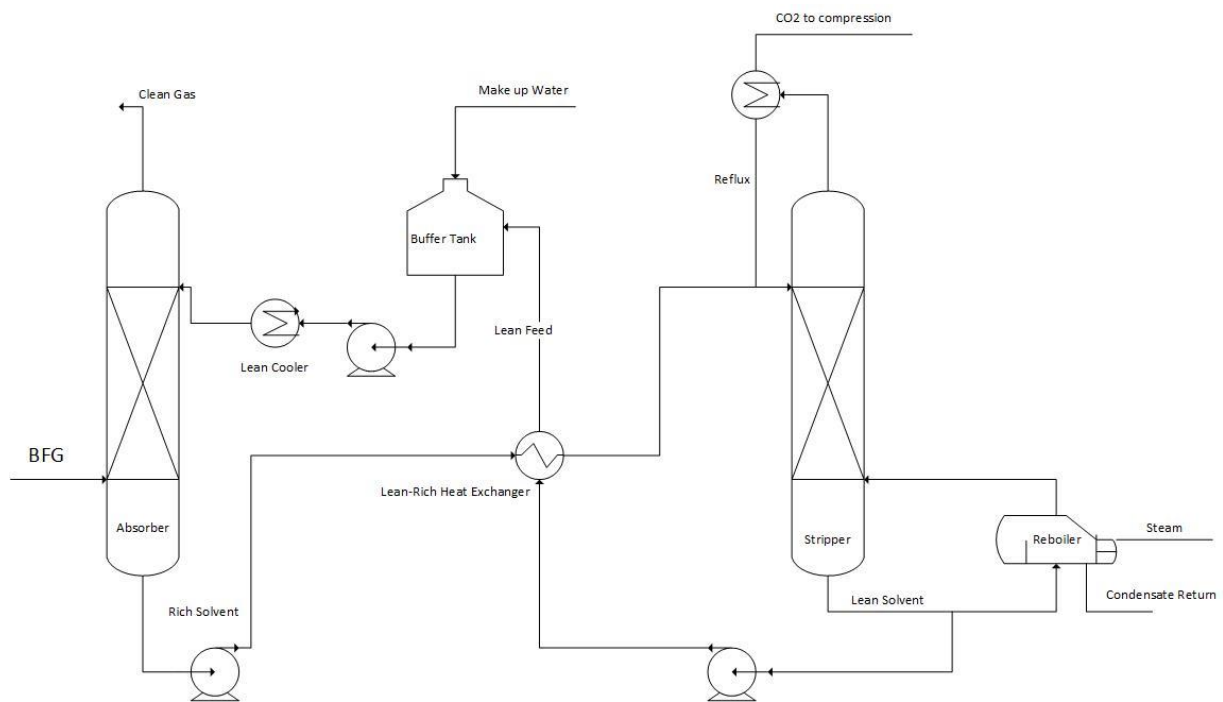 CO2 to compression
Clean Gas
Make up Water
Reflux
Buffer Tank
Lean Feed
Lean Cooler
BFG
Lean-Rich Heat Exchanger
Absorber
Stripper
Reboiler
Steam
Condensate Return
Lean Solvent
Rich Solvent